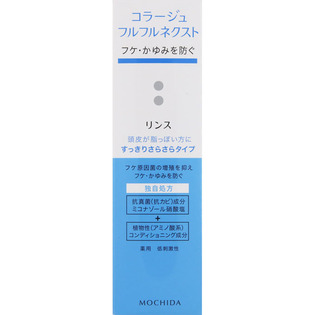 コラージュ
フルフルネクスト
フケ・かゆみを防ぐ
リンス
頭皮が脂っぽい方に
すっきりさらさらタイプ
フケ原因菌の増殖を抑え
フケ・かゆみを防ぐ
独自処方
抗真菌(抗カビ)成分
ミコナゾール硝酸塩
+
植物性(アミノ酸系)
コンディショニング成分
薬用 低刺激性
MOCHIDA